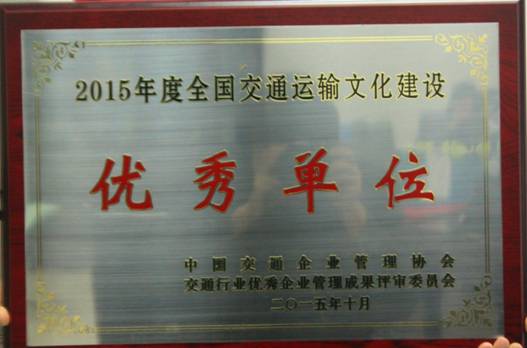 2015年度全国交通运输文化建设
优秀单位
中国交通企业管理协会
交通行业优秀企业管理成果评审委员会
二〇一五年十月